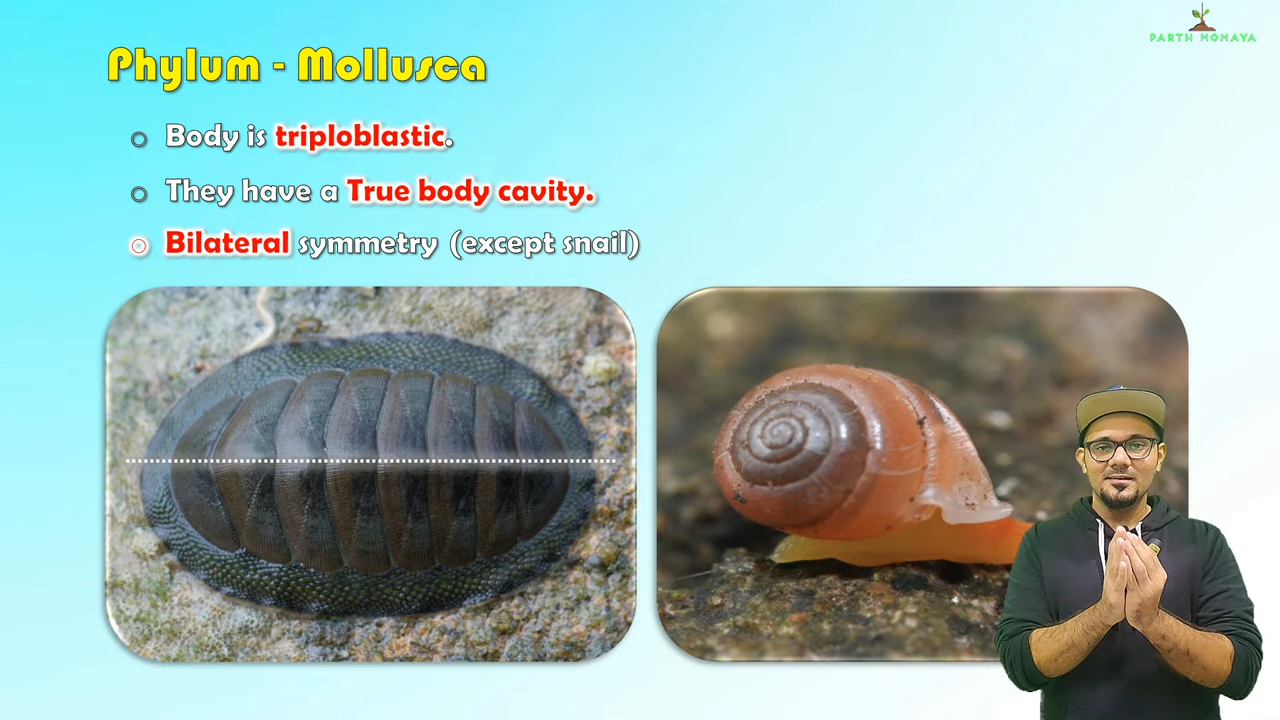 PARTH MOMAYA
Phylum - Mollusca
Body is triploblastic.
They have a True body cavity.
Bilateral symmetry (except snail)